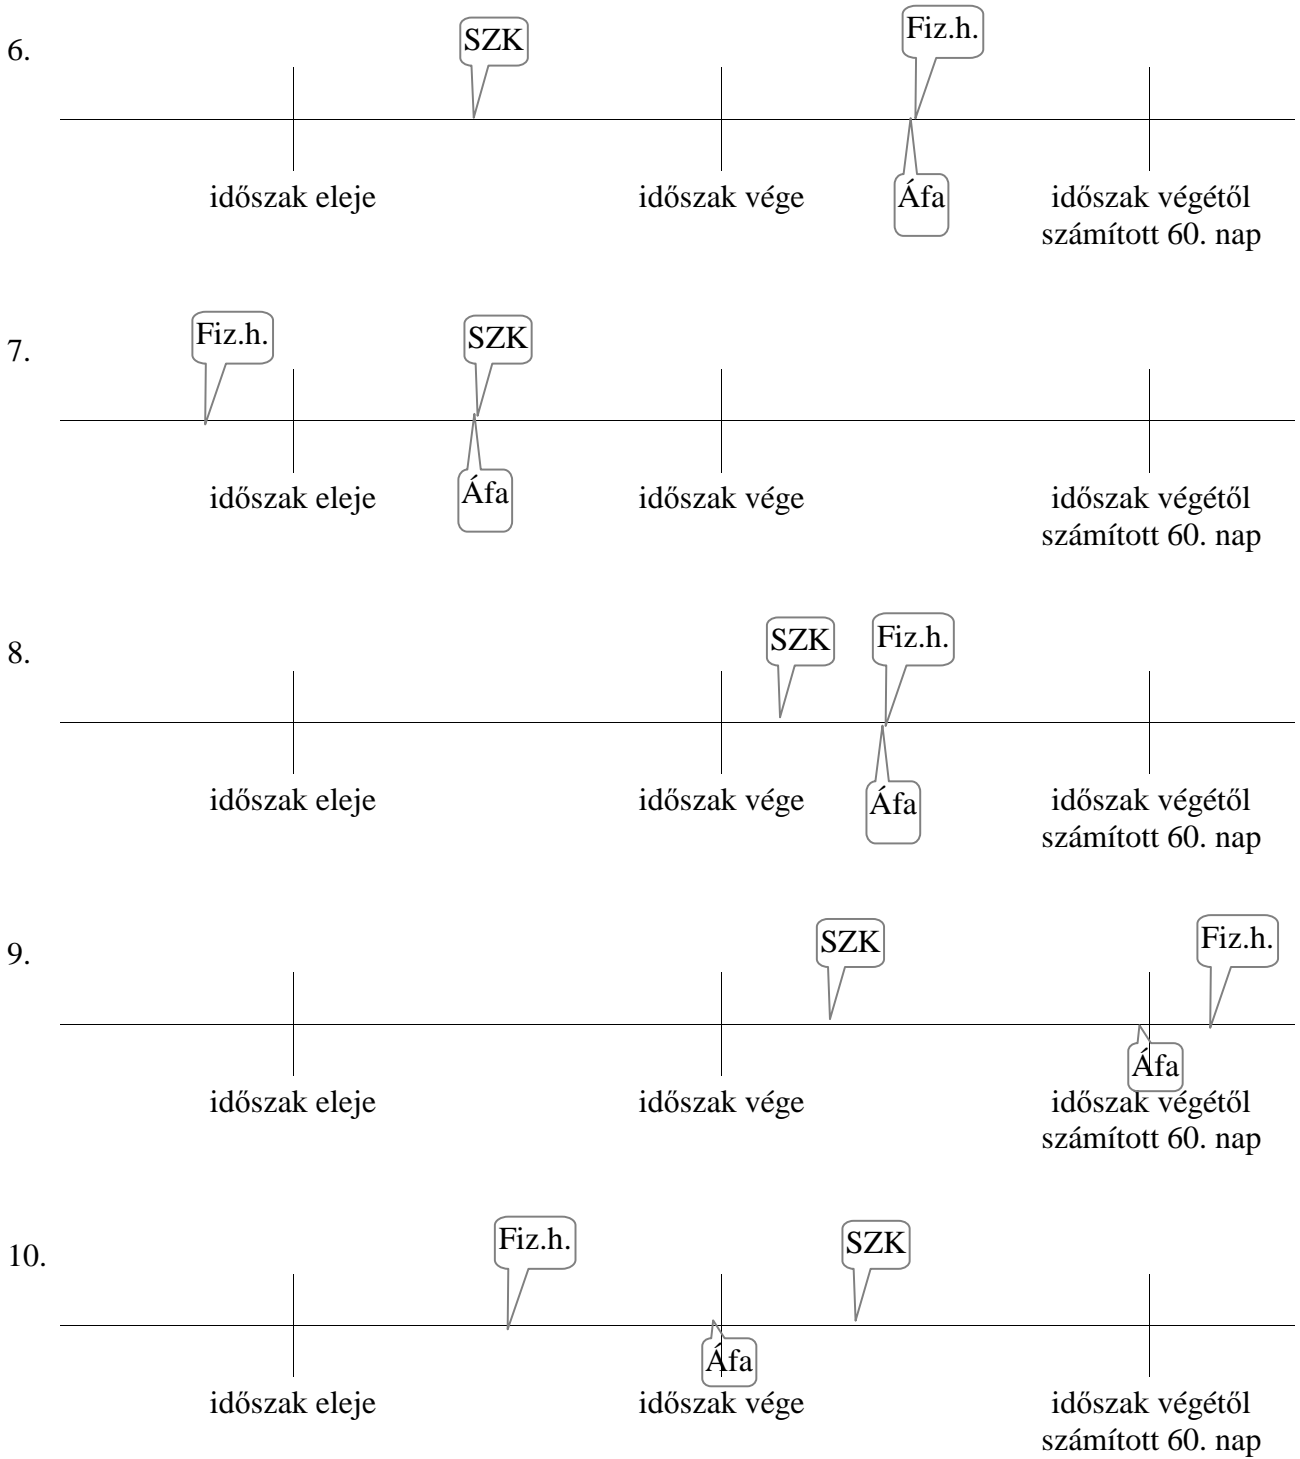 6.
SZK
Fiz.h.
Áfa
időszak eleje
időszak vége
időszak végétől
számított 60. nap
7.
Fiz.h.
SZK
Áfa
időszak eleje
időszak vége
időszak végétől
számított 60. nap
8.
SZK
Fiz.h.
Áfa
időszak eleje
időszak vége
időszak végétől
számított 60. nap
9.
SZK
Fiz.h.
Áfa
időszak eleje
időszak vége
időszak végétől
számított 60. nap
10.
Fiz.h.
SZK
Áfa
időszak eleje
időszak vége
időszak végétől
számított 60. nap